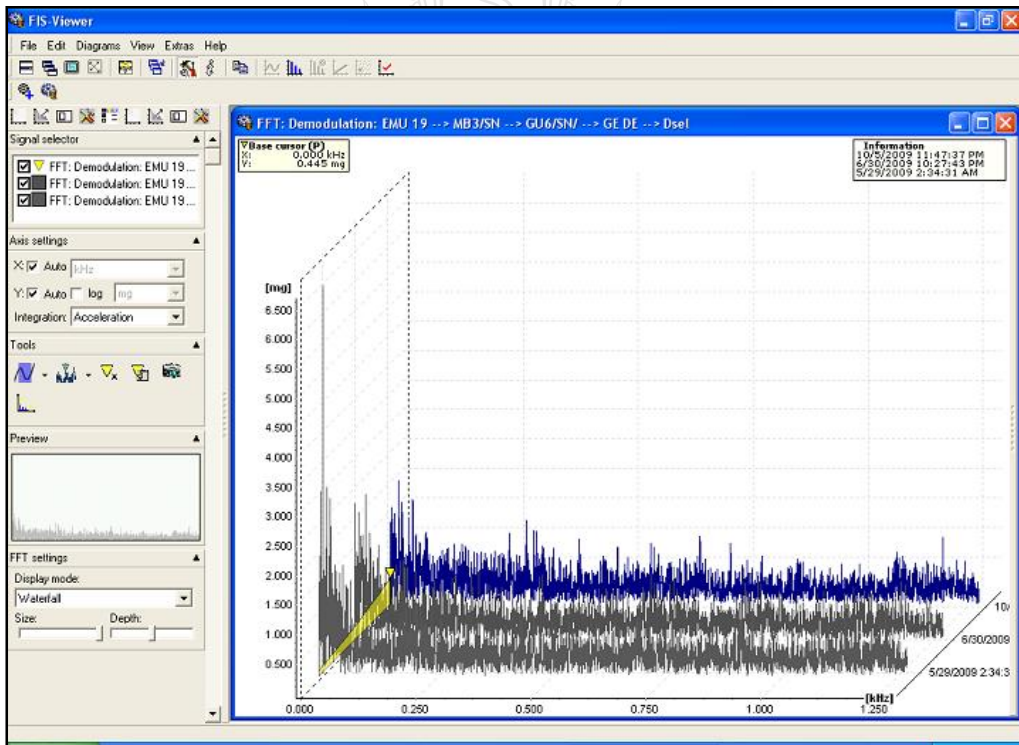 FIS-Viewer
File Edit Diagrams View Extras Help
Signal selector
FFT: Demodulation: EMU 19...
FFT: Demodulation: EMU 19...
FFT: Demodulation: EMU 19...
Axis settings
X: Auto kHz
Y: Auto log mg
Integration: Acceleration
Tools
Preview
FFT settings
Display mode:
Waterfall
Size: Depth:
FFT: Demodulation: EMU 19 --> MB3/SN --> GU6/SN/ --> GE DE --> Dsel
Base cursor (P)
X: 0.000 kHz
Y: 0.445 mg
Information
10/5/2009 11:47:37 PM
6/30/2009 10:27:43 PM
5/29/2009 2:34:31 AM
[mg]
6.500
6.000
5.500
5.000
4.500
4.000
3.500
3.000
2.500
2.000
1.500
1.000
0.500
10/
6/30/2009
5/29/2009 2:34:3
[kHz]
0.000 0.250 0.500 0.750 1.000 1.250